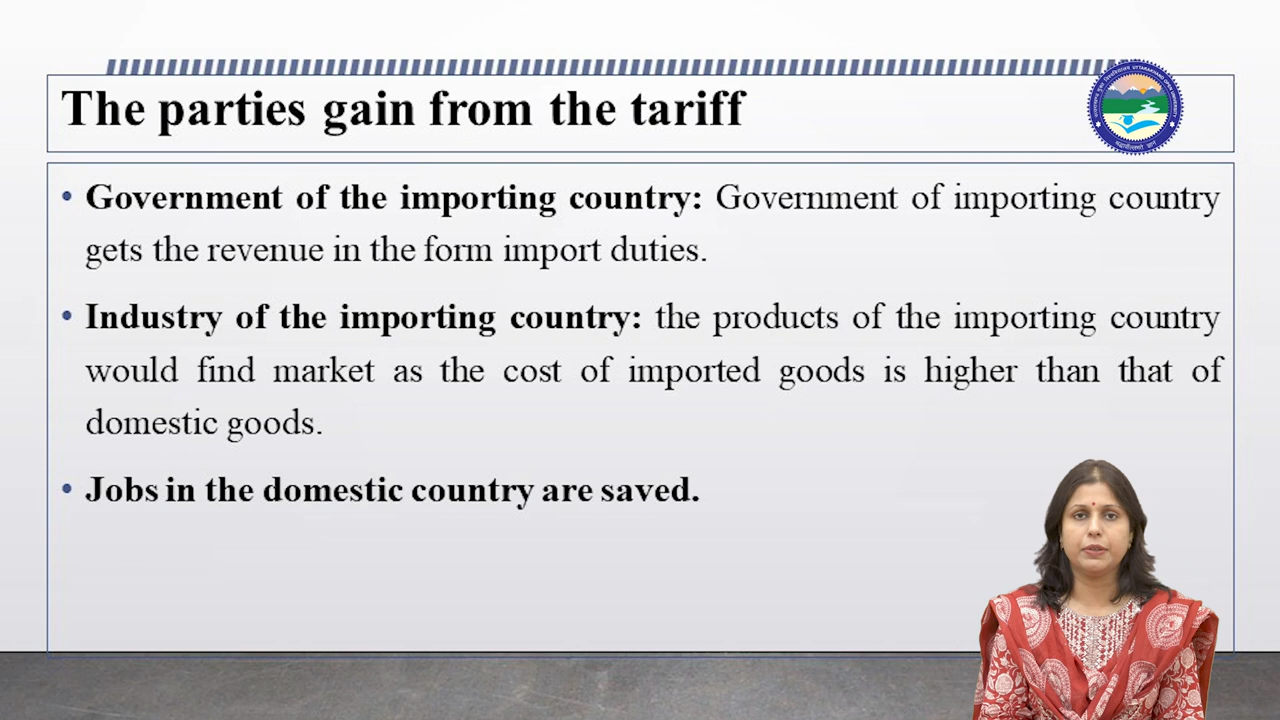 The parties gain from the tariff
• Government of the importing country: Government of importing country
gets the revenue in the form import duties.
• Industry of the importing country: the products of the importing country
would find market as the cost of imported goods is higher than that of
domestic goods.
• Jobs in the domestic country are saved.